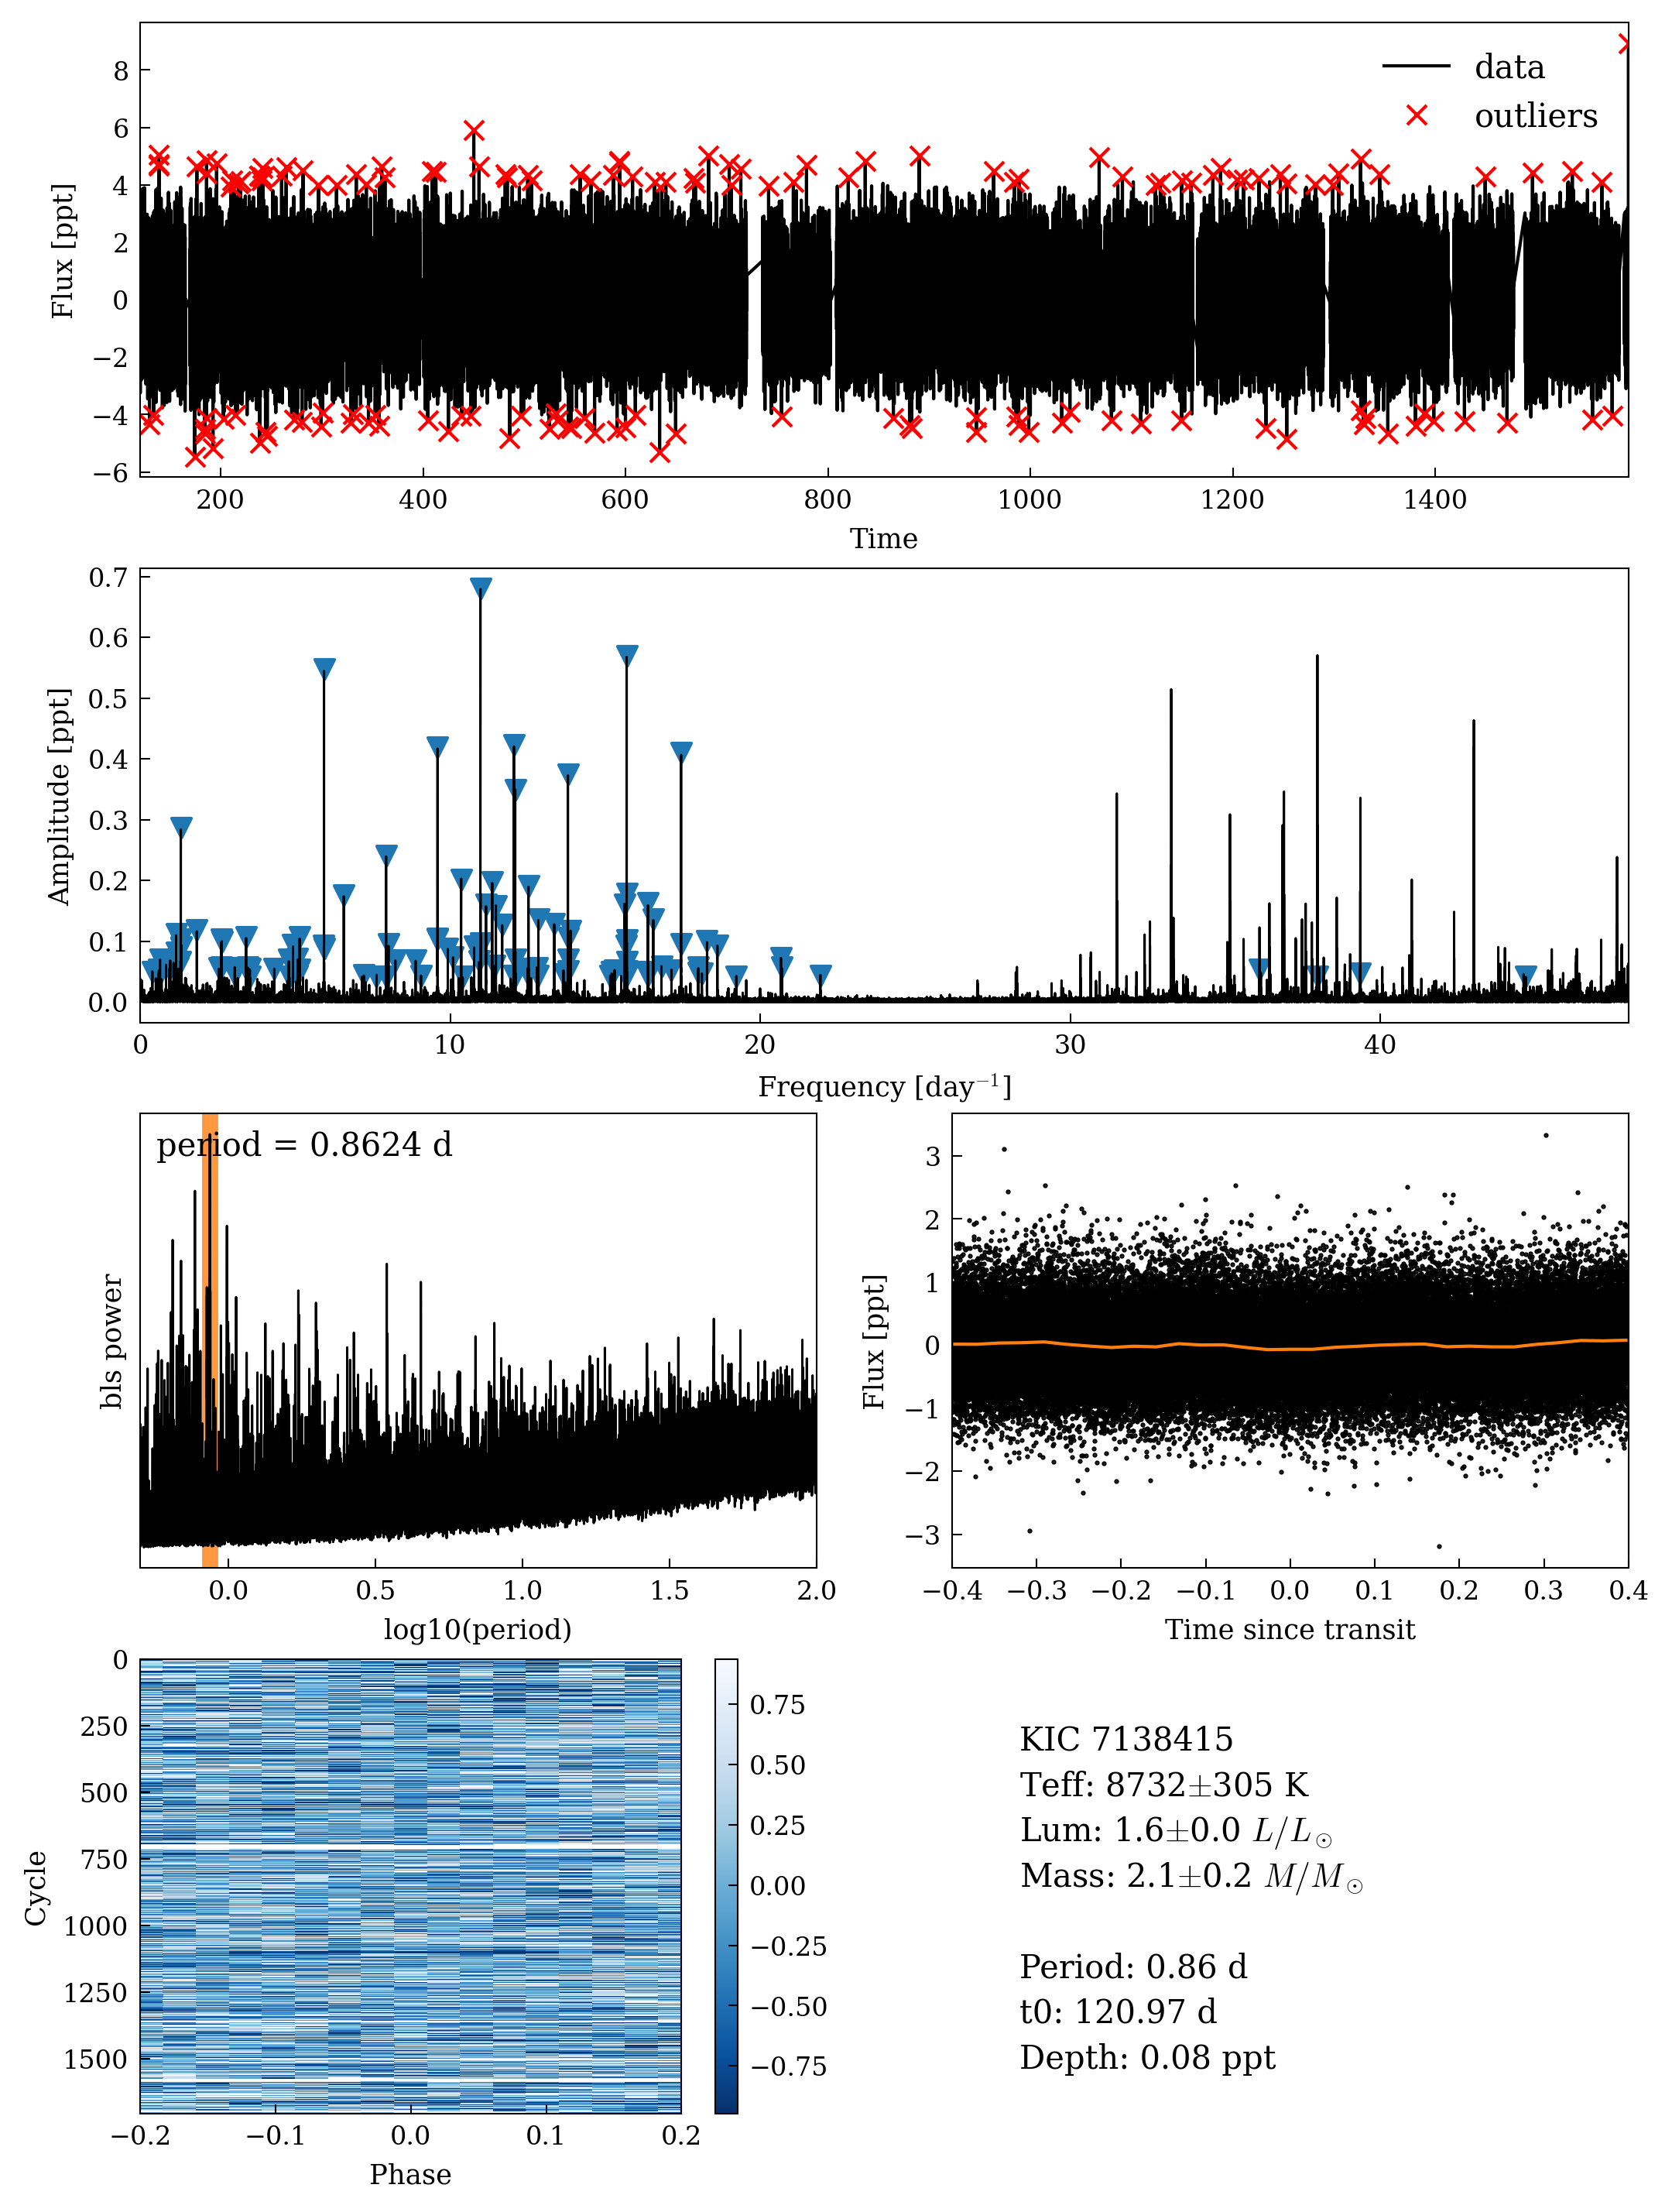 8
6
4
2
0
−2
−4
−6
Flux [ppt]
data
outliers
200 400 600 800 1000 1200 1400
Time
0.7
0.6
0.5
0.4
0.3
0.2
0.1
0.0
Amplitude [ppt]
0 10 20 30 40
Frequency [day⁻¹]
period = 0.8624 d
bls power
0.0 0.5 1.0 1.5 2.0
log10(period)
3
2
1
0
−1
−2
−3
Flux [ppt]
−0.4 −0.3 −0.2 −0.1 0.0 0.1 0.2 0.3 0.4
Time since transit
0
250
500
750
1000
1250
1500
Cycle
−0.2 −0.1 0.0 0.1 0.2
Phase
0.75
0.50
0.25
0.00
−0.25
−0.50
−0.75
KIC 7138415
Teff: 8732±305 K
Lum: 1.6±0.0 L/L⊙
Mass: 2.1±0.2 M/M⊙
Period: 0.86 d
t0: 120.97 d
Depth: 0.08 ppt